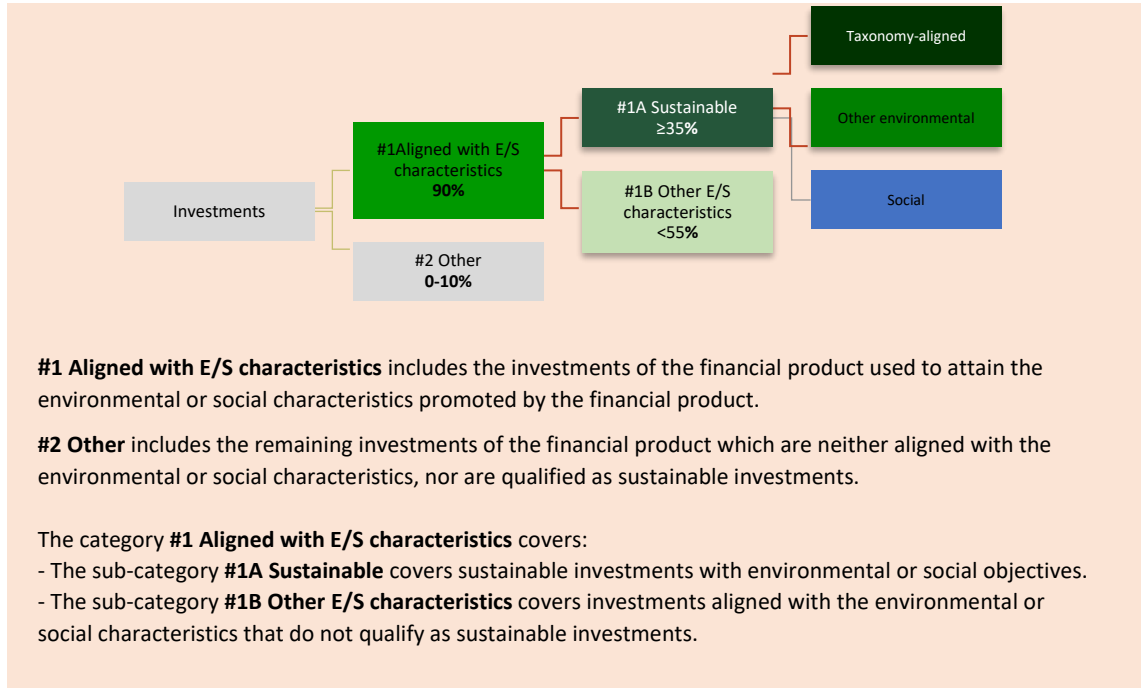 Taxonomy-aligned
#1A Sustainable
≥35%
Other environmental
#1Aligned with E/S
characteristics
90%
#1B Other E/S
characteristics
<55%
Investments
Social
#2 Other
0-10%
#1 Aligned with E/S characteristics includes the investments of the financial product used to attain the
environmental or social characteristics promoted by the financial product.
#2 Other includes the remaining investments of the financial product which are neither aligned with the
environmental or social characteristics, nor are qualified as sustainable investments.
The category #1 Aligned with E/S characteristics covers:
- The sub-category #1A Sustainable covers sustainable investments with environmental or social objectives.
- The sub-category #1B Other E/S characteristics covers investments aligned with the environmental or
social characteristics that do not qualify as sustainable investments.